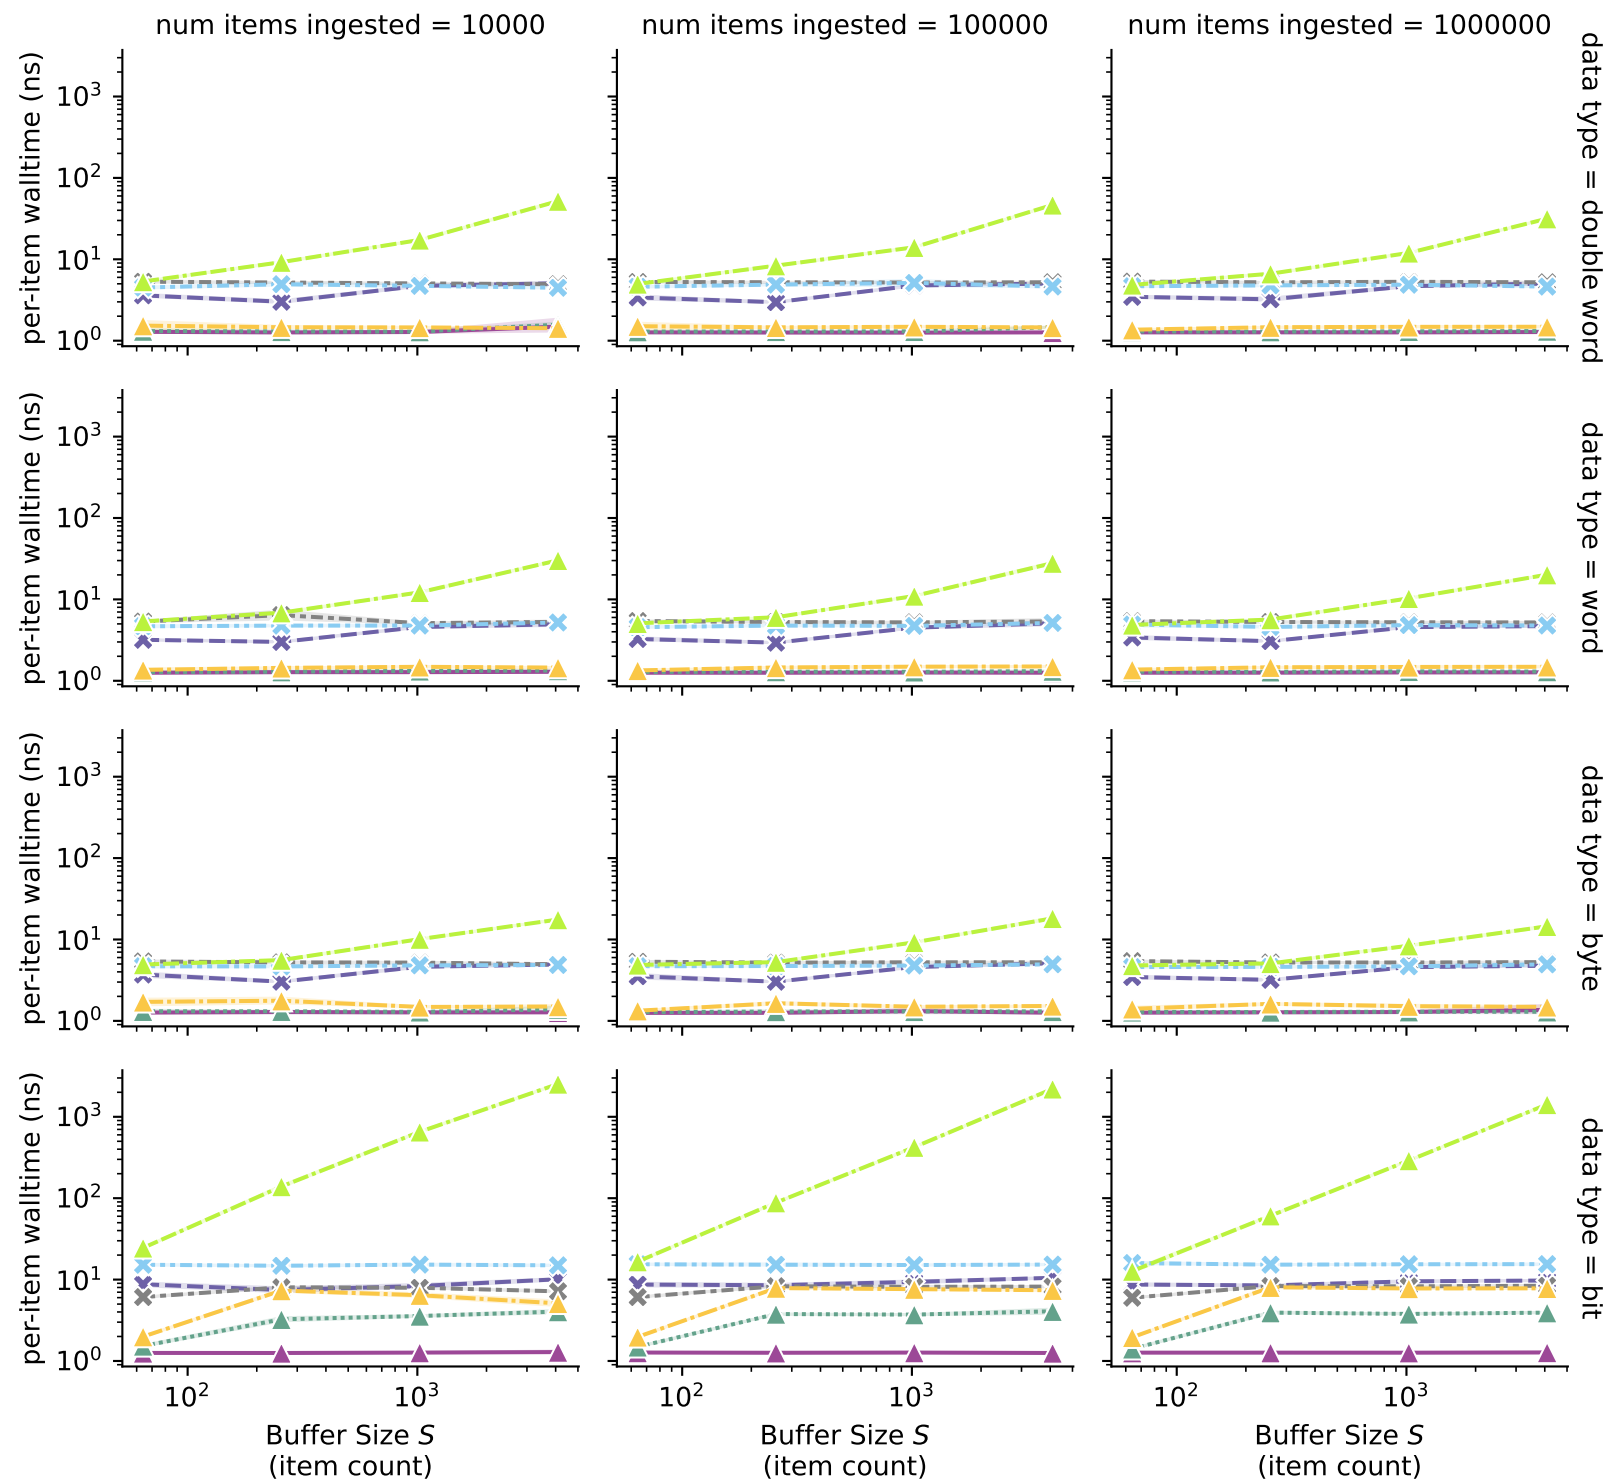 num items ingested = 10000
num items ingested = 100000
num items ingested = 1000000
per-item walltime (ns)
10³
10²
10¹
10⁰
data type = double word
per-item walltime (ns)
10³
10²
10¹
10⁰
data type = word
per-item walltime (ns)
10³
10²
10¹
10⁰
data type = byte
per-item walltime (ns)
10³
10²
10¹
10⁰
data type = bit
10²
10³
10²
10³
10²
10³
Buffer Size S
(item count)
Buffer Size S
(item count)
Buffer Size S
(item count)